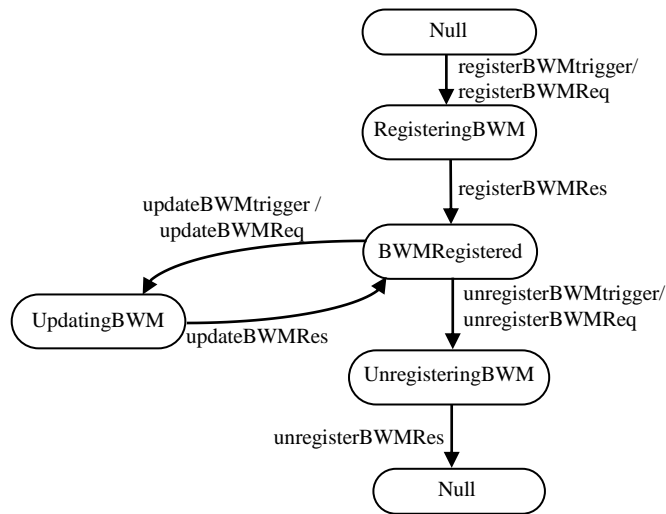 Null
registerBWMtrigger/
registerBWMReq
RegisteringBWM
registerBWMRes
updateBWMtrigger /
updateBWMReq
BWMRegistered
unregisterBWMtrigger/
unregisterBWMReq
UpdatingBWM
updateBWMRes
UnregisteringBWM
unregisterBWMRes
Null